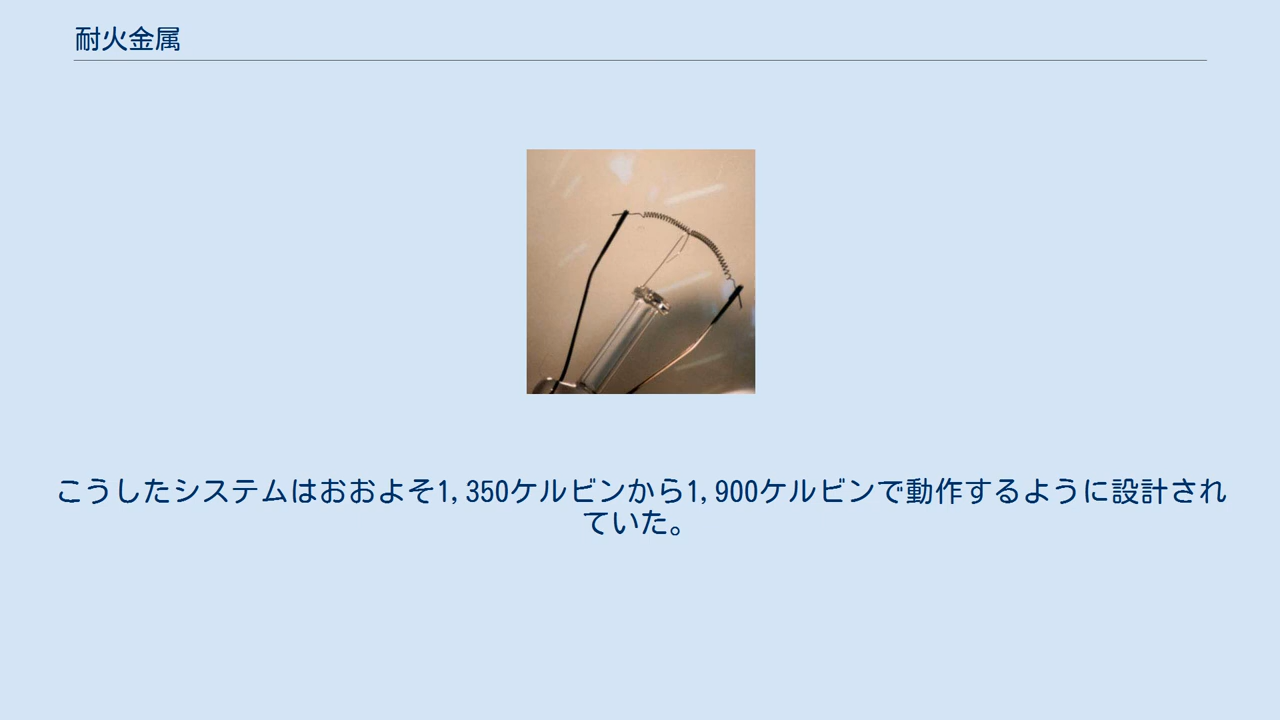 耐火金属
こうしたシステムはおおよそ1,350ケルビンから1,900ケルビンで動作するように設計され
ていた。